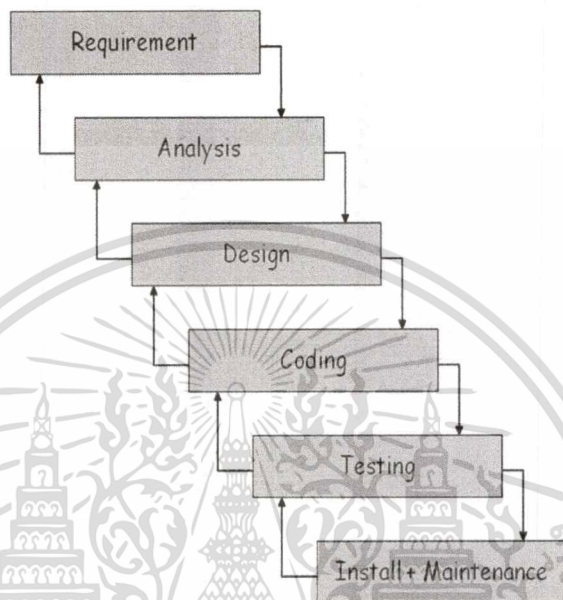 Requirement
Analysis
Design
Coding
Testing
Install + Maintenance